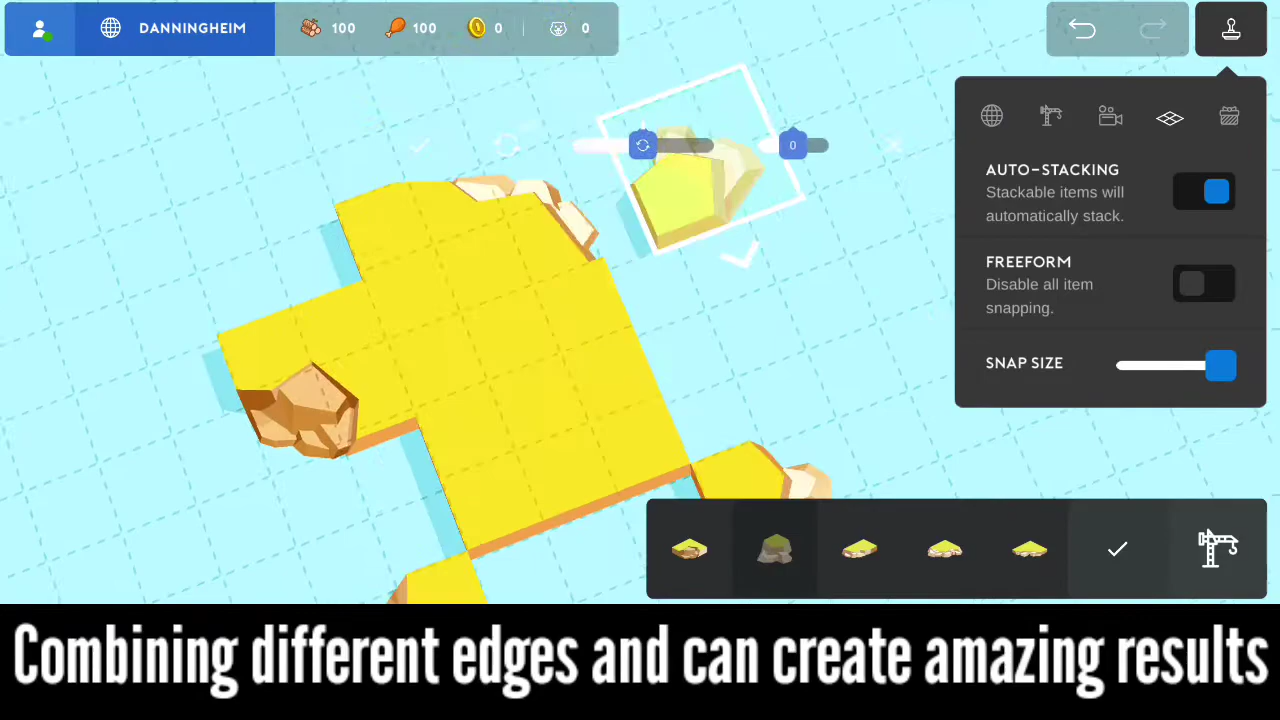 DANNINGHEIM
100
100
0
0
0
AUTO-STACKING
Stackable items will
automatically stack.
FREEFORM
Disable all item
snapping.
SNAP SIZE
Combining different edges and can create amazing results